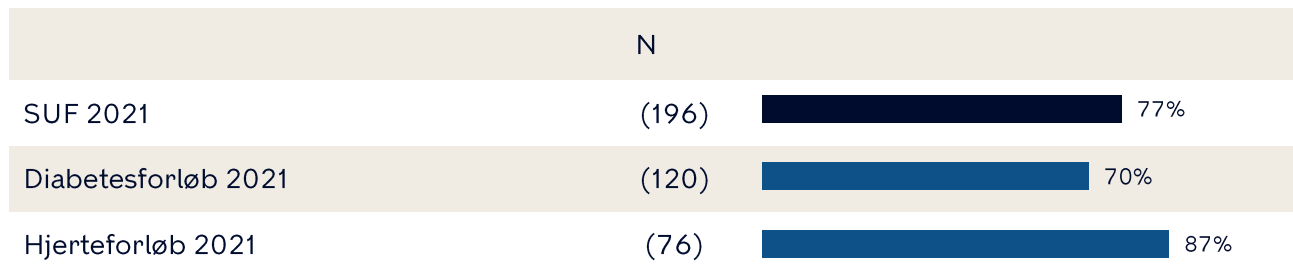 N
SUF 2021 (196) 77%
Diabetesforløb 2021 (120) 70%
Hjerteforløb 2021 (76) 87%